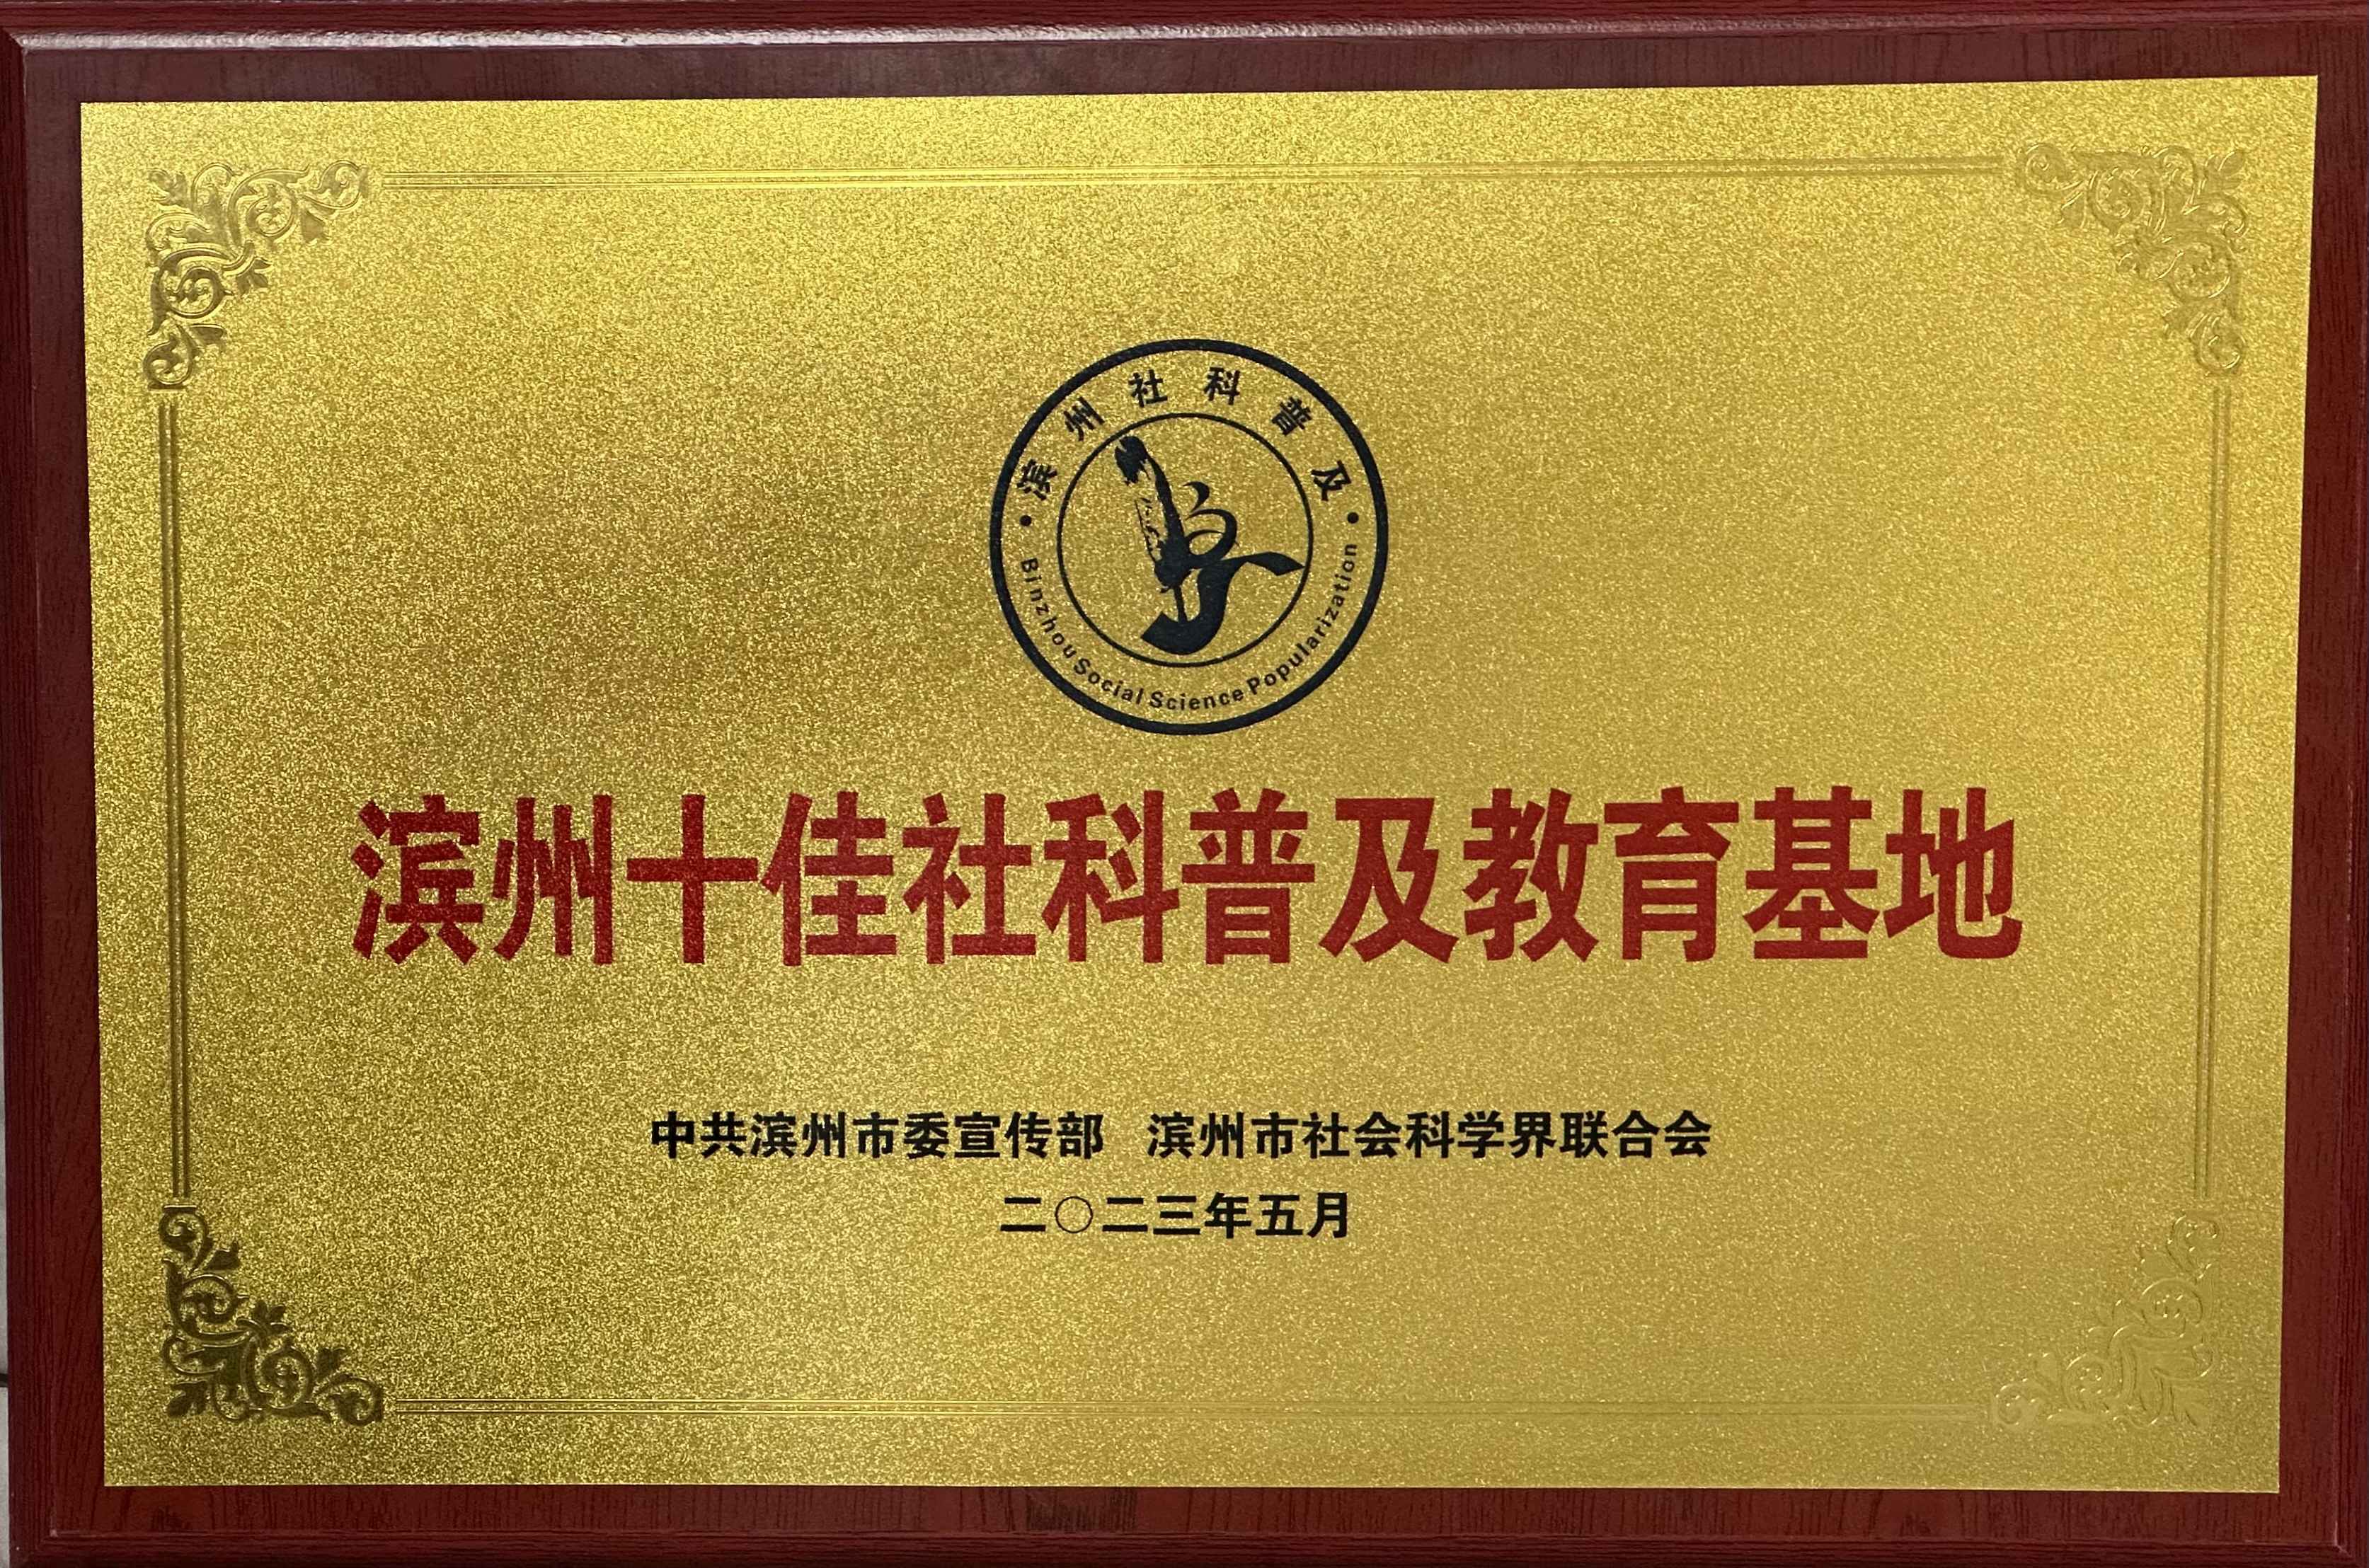 滨州社科普及
Binzhou Social Science Popularization
滨州十佳社科普及教育基地
中共滨州市委宣传部 滨州市社会科学界联合会
二〇二三年五月